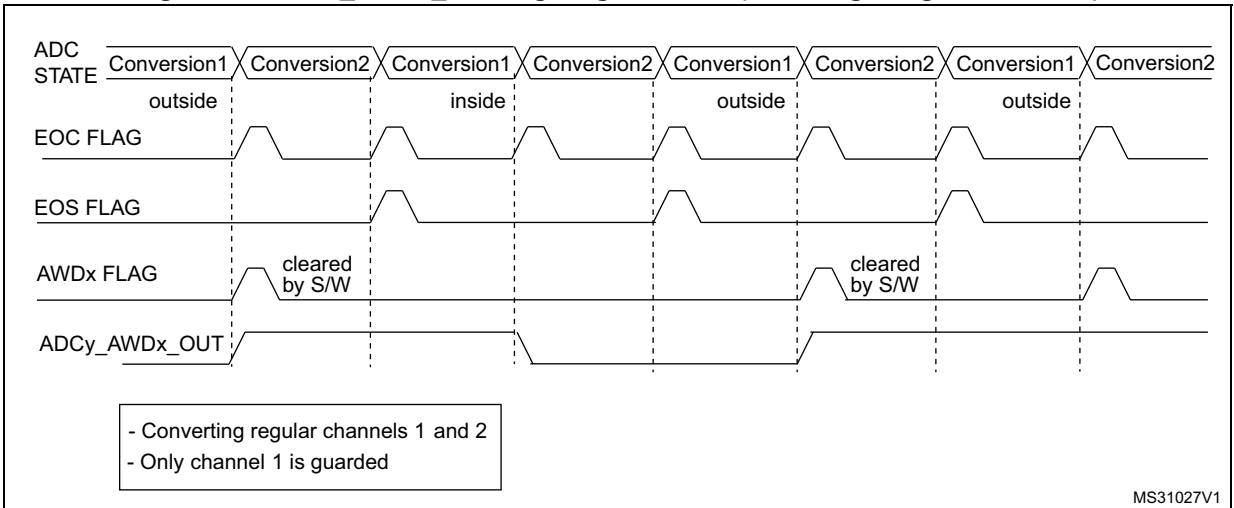 ADC
STATE
Conversion1 Conversion2 Conversion1 Conversion2 Conversion1 Conversion2 Conversion1 Conversion2
outside inside outside outside
EOC FLAG
EOS FLAG
AWDx FLAG
cleared
by S/W
cleared
by S/W
ADCy_AWDx_OUT
- Converting regular channels 1 and 2
- Only channel 1 is guarded
MS31027V1